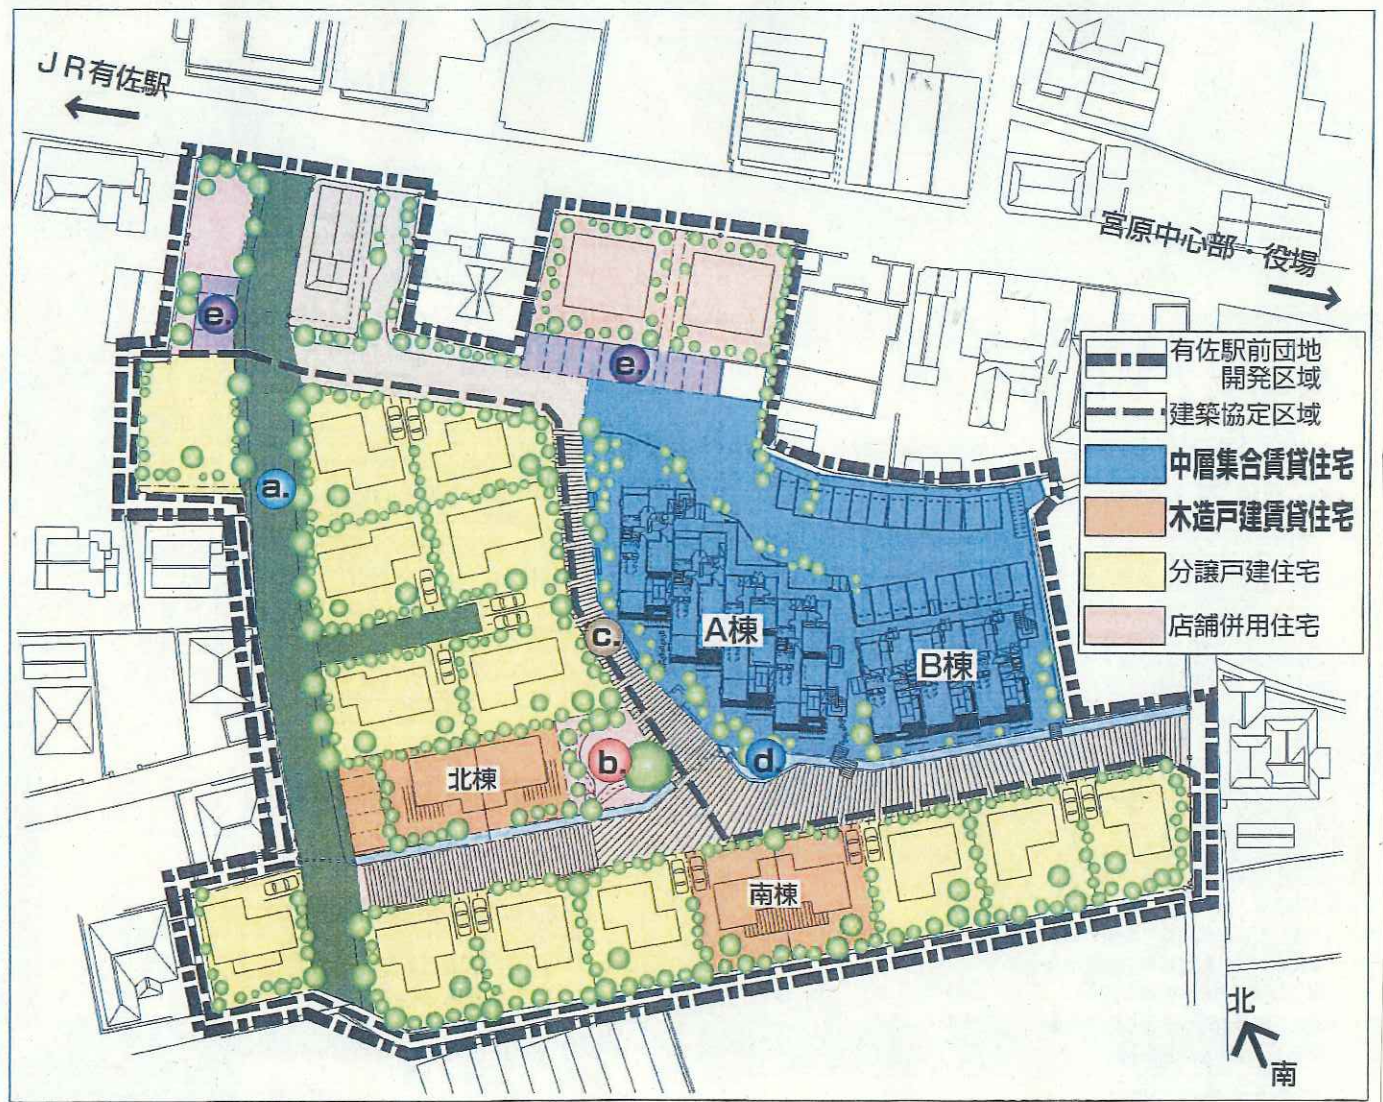 JR有佐駅
宮原中心部・役場
有佐駅前団地
開発区域
建築協定区域
中層集合賃貸住宅
木造戸建賃貸住宅
分譲戸建住宅
店舗併用住宅
e.
e.
a.
c.
A棟
B棟
b.
d.
北棟
南棟
北
南